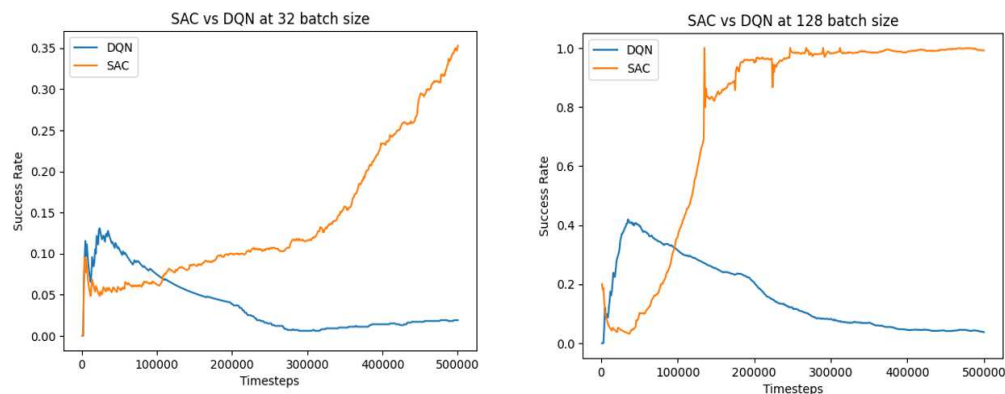 SAC vs DQN at 32 batch size
DQN
SAC
Success Rate
0.35
0.30
0.25
0.20
0.15
0.10
0.05
0.00
0
100000
200000
300000
400000
500000
Timesteps
SAC vs DQN at 128 batch size
DQN
SAC
Success Rate
1.0
0.8
0.6
0.4
0.2
0.0
0
100000
200000
300000
400000
500000
Timesteps